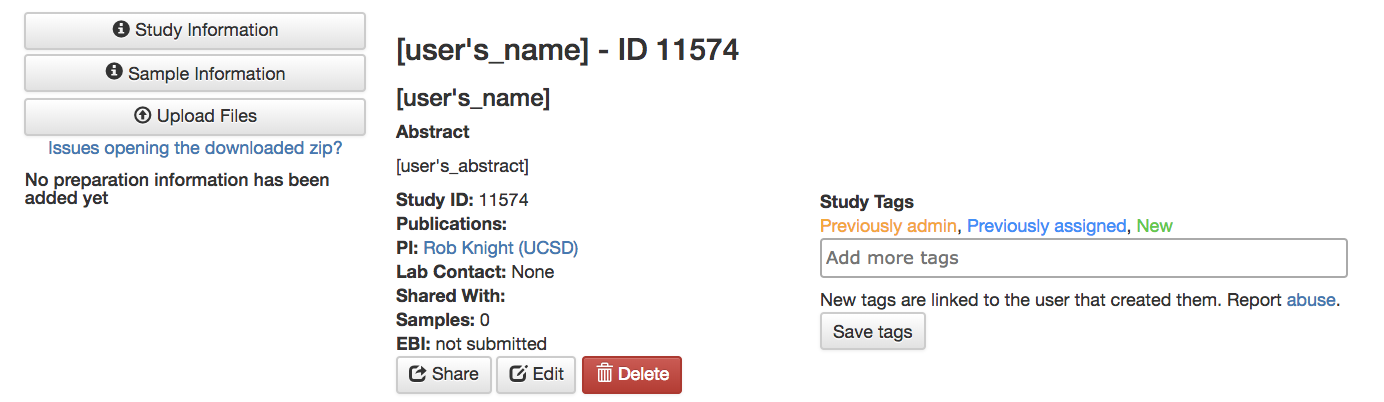 Study Information
Sample Information
Upload Files
Issues opening the downloaded zip?
No preparation information has been
added yet
[user's_name] - ID 11574
[user's_name]
Abstract
[user's_abstract]
Study ID: 11574
Publications:
PI: Rob Knight (UCSD)
Lab Contact: None
Shared With:
Samples: 0
EBI: not submitted
Share
Edit
Delete
Study Tags
Previously admin, Previously assigned, New
Add more tags
New tags are linked to the user that created them. Report abuse.
Save tags